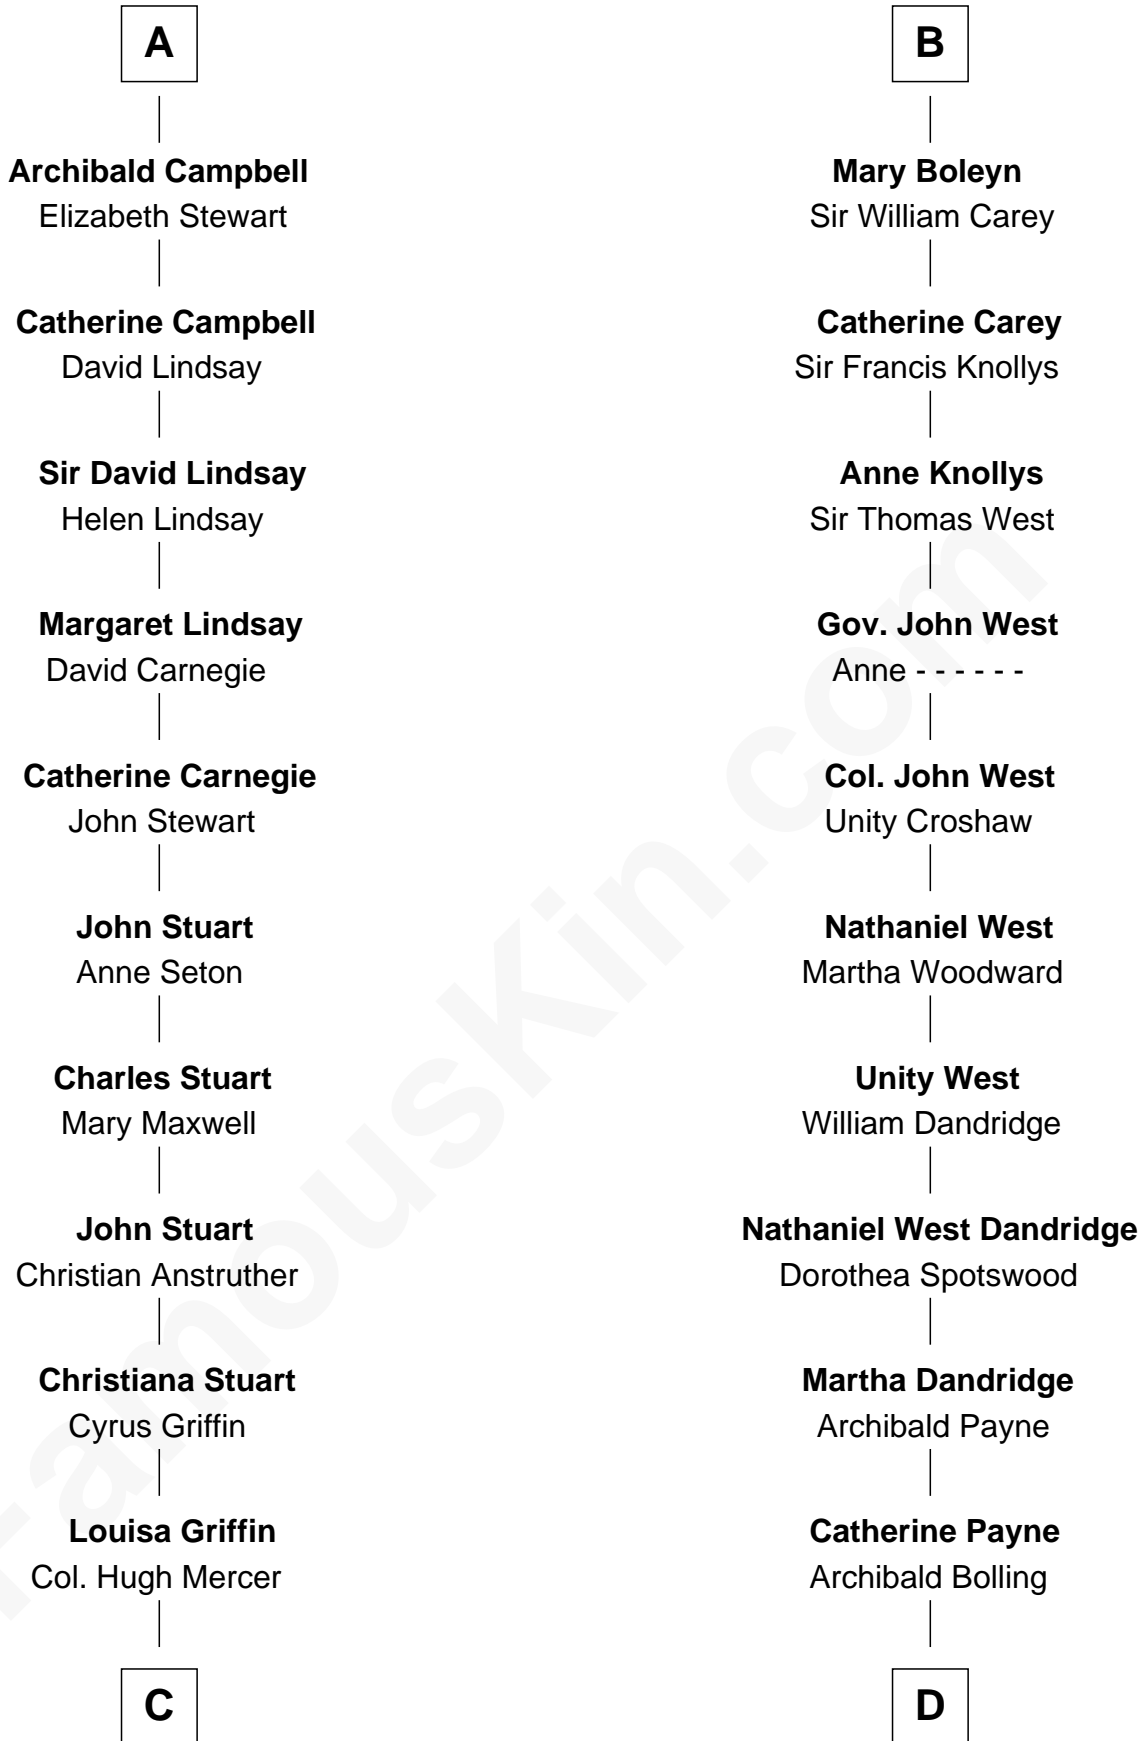 A
Archibald Campbell
Elizabeth Stewart
Catherine Campbell
David Lindsay
Sir David Lindsay
Helen Lindsay
Margaret Lindsay
David Carnegie
Catherine Carnegie
John Stewart
John Stuart
Anne Seton
Charles Stuart
Mary Maxwell
John Stuart
Christian Anstruther
Christiana Stuart
Cyrus Griffin
Louisa Griffin
Col. Hugh Mercer
C
B
Mary Boleyn
Sir William Carey
Catherine Carey
Sir Francis Knollys
Anne Knollys
Sir Thomas West
Gov. John West
Anne - - - - - -
Col. John West
Unity Croshaw
Nathaniel West
Martha Woodward
Unity West
William Dandridge
Nathaniel West Dandridge
Dorothea Spotswood
Martha Dandridge
Archibald Payne
Catherine Payne
Archibald Bolling
D
FamousKin.com